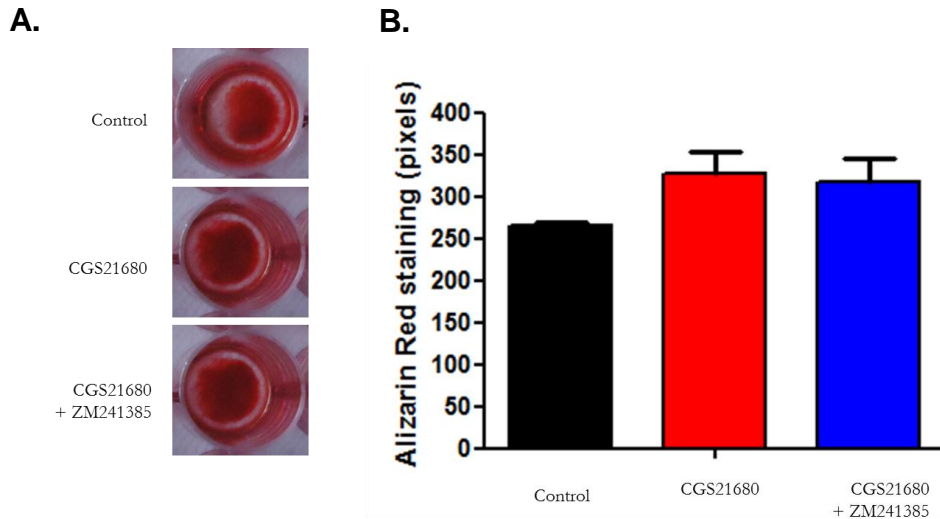 A.
Control
CGS21680
CGS21680
+ ZM241385
B.
Alizarin Red staining (pixels)
400
350
300
250
200
150
100
50
0
Control
CGS21680
CGS21680
+ ZM241385